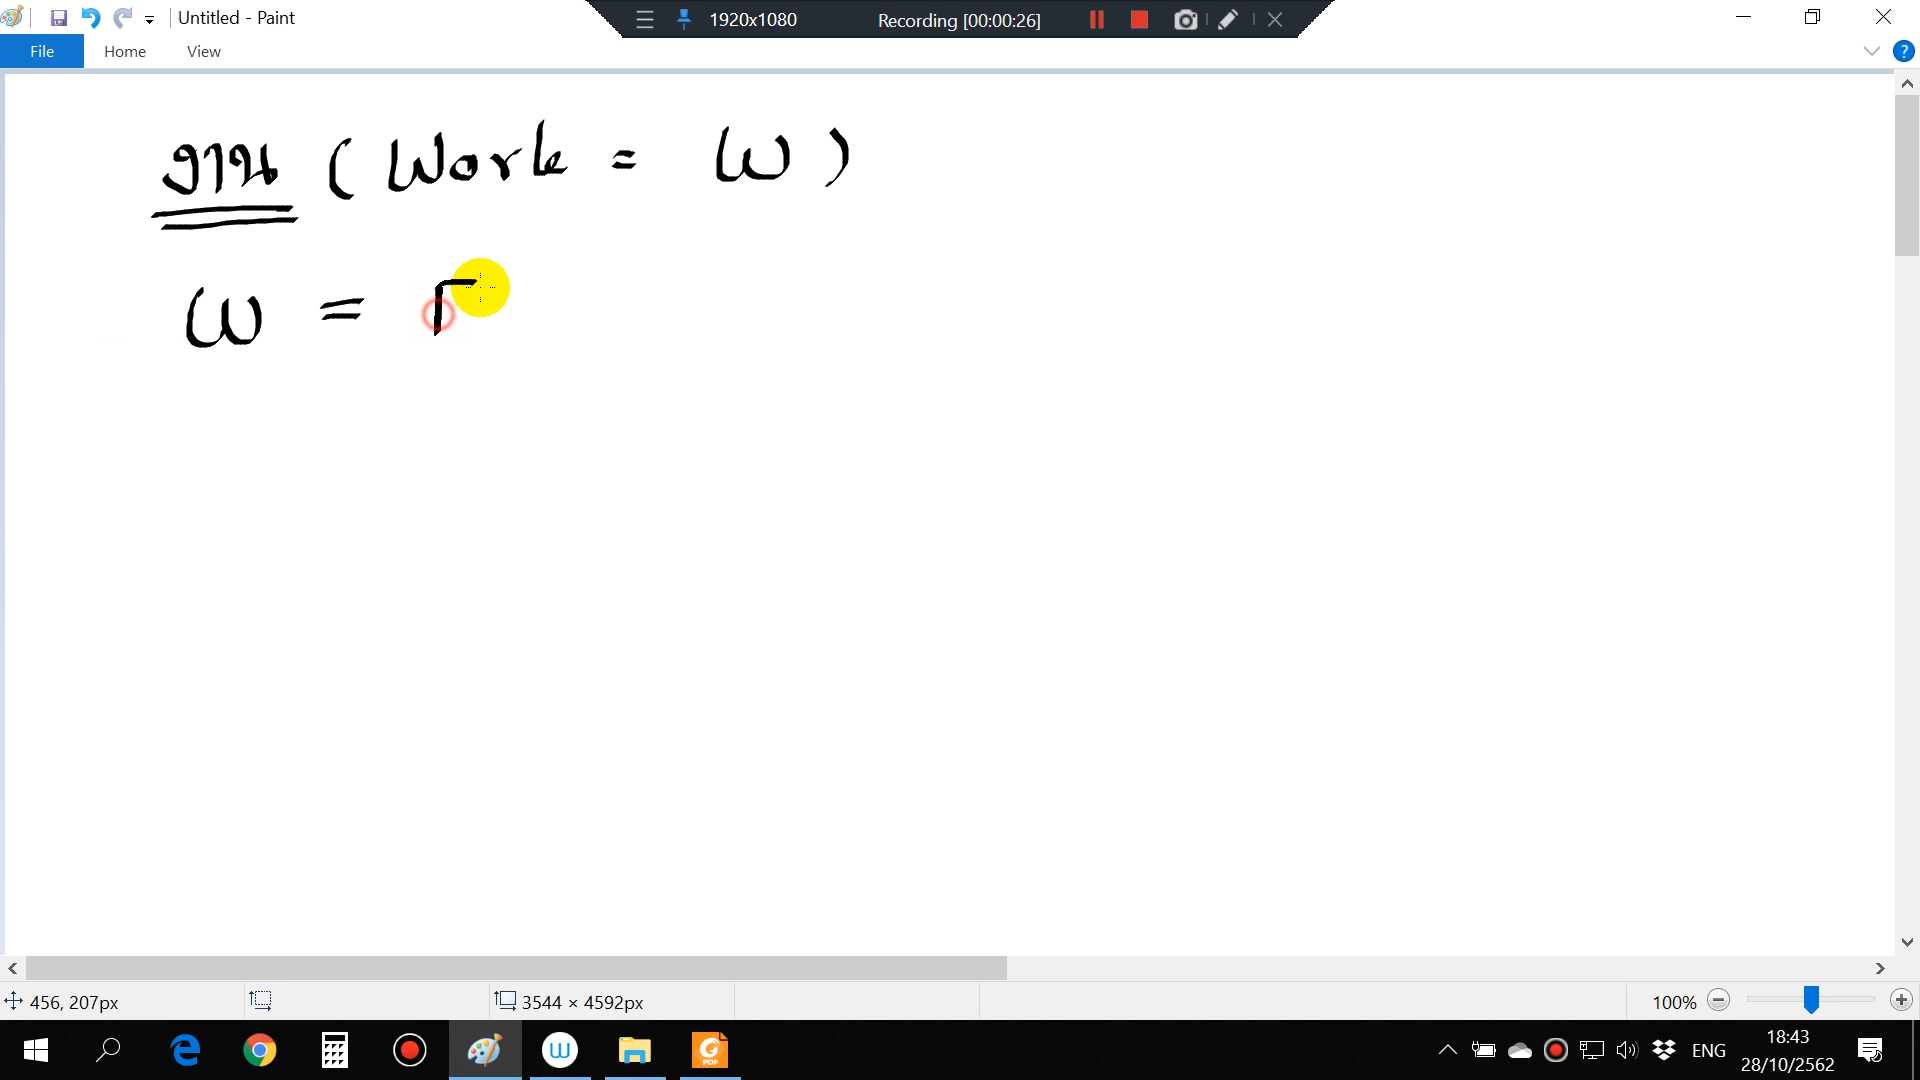 Untitled - Paint
1920x1080
Recording [00:00:26]
File Home View
งาน (Work = W)
W =
456, 207px
3544 × 4592px
100%
ENG
18:43
28/10/2562
PDF